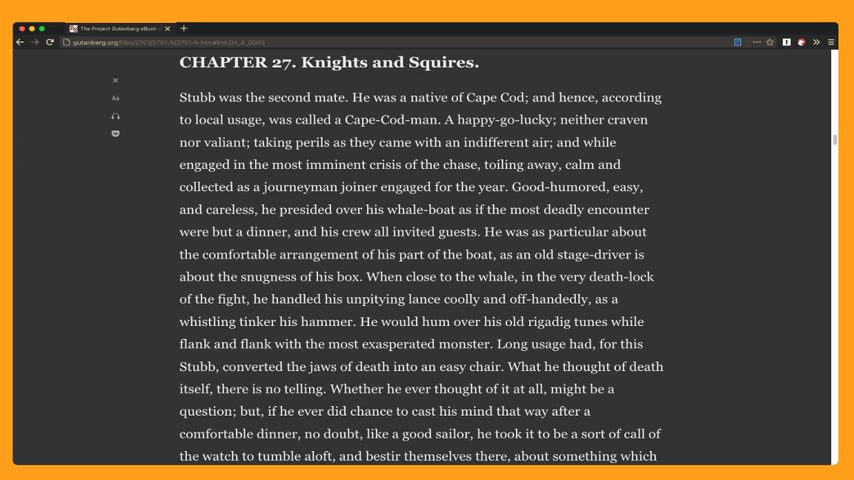 The Project Gutenberg eBook
gutenberg.org/files/2701/2701-h/2701-h.htm#link2H_4_0003
CHAPTER 27. Knights and Squires.
Aa
Stubb was the second mate. He was a native of Cape Cod; and hence, according
to local usage, was called a Cape-Cod-man. A happy-go-lucky; neither craven
nor valiant; taking perils as they came with an indifferent air; and while
engaged in the most imminent crisis of the chase, toiling away, calm and
collected as a journeyman joiner engaged for the year. Good-humored, easy,
and careless, he presided over his whale-boat as if the most deadly encounter
were but a dinner, and his crew all invited guests. He was as particular about
the comfortable arrangement of his part of the boat, as an old stage-driver is
about the snugness of his box. When close to the whale, in the very death-lock
of the fight, he handled his unpitying lance coolly and off-handedly, as a
whistling tinker his hammer. He would hum over his old rigadig tunes while
flank and flank with the most exasperated monster. Long usage had, for this
Stubb, converted the jaws of death into an easy chair. What he thought of death
itself, there is no telling. Whether he ever thought of it at all, might be a
question; but, if he ever did chance to cast his mind that way after a
comfortable dinner, no doubt, like a good sailor, he took it to be a sort of call of
the watch to tumble aloft, and bestir themselves there, about something which